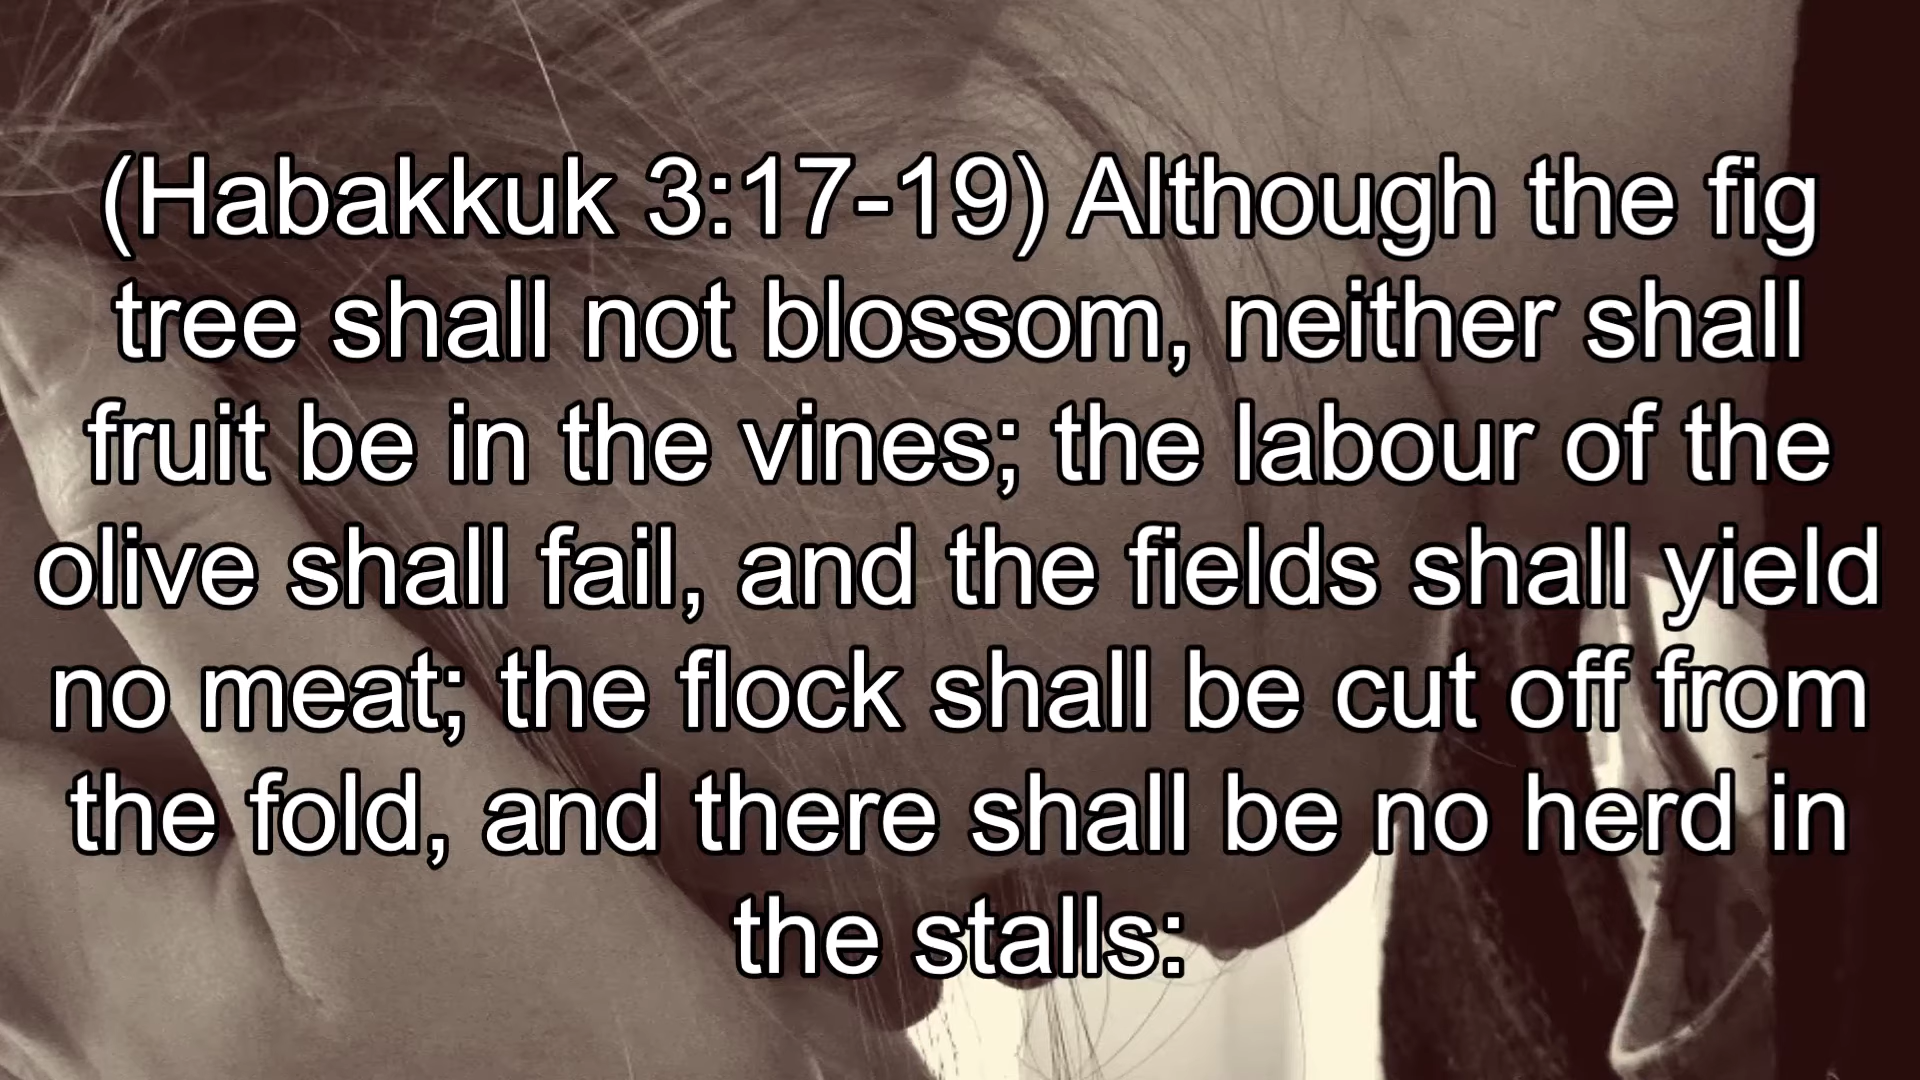 (Habakkuk 3:17-19) Although the fig
tree shall not blossom, neither shall
fruit be in the vines; the labour of the
olive shall fail, and the fields shall yield
no meat; the flock shall be cut off from
the fold, and there shall be no herd in
the stalls: